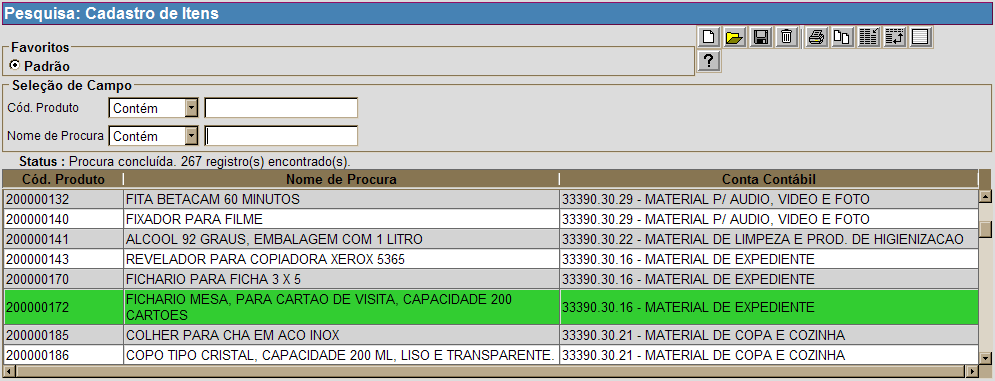 Pesquisa: Cadastro de Itens
Favoritos
Padrão
?
Seleção de Campo
Cód. Produto Contém
Nome de Procura Contém
Status : Procura concluída. 267 registro(s) encontrado(s).
Cód. Produto Nome de Procura Conta Contábil
200000132 FITA BETACAM 60 MINUTOS 33390.30.29 - MATERIAL P/ AUDIO, VIDEO E FOTO
200000140 FIXADOR PARA FILME 33390.30.29 - MATERIAL P/ AUDIO, VIDEO E FOTO
200000141 ALCOOL 92 GRAUS, EMBALAGEM COM 1 LITRO 33390.30.22 - MATERIAL DE LIMPEZA E PROD. DE HIGIENIZACAO
200000143 REVELADOR PARA COPIADORA XEROX 5365 33390.30.16 - MATERIAL DE EXPEDIENTE
200000170 FICHARIO PARA FICHA 3 X 5 33390.30.16 - MATERIAL DE EXPEDIENTE
200000172 FICHARIO MESA, PARA CARTAO DE VISITA, CAPACIDADE 200 33390.30.16 - MATERIAL DE EXPEDIENTE
CARTOES
200000185 COLHER PARA CHA EM ACO INOX 33390.30.21 - MATERIAL DE COPA E COZINHA
200000186 COPO TIPO CRISTAL, CAPACIDADE 200 ML, LISO E TRANSPARENTE. 33390.30.21 - MATERIAL DE COPA E COZINHA